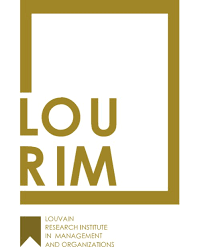 LOU
RIM
LOUVAIN
RESEARCH INSTITUTE
IN MANAGEMENT
AND ORGANIZATIONS